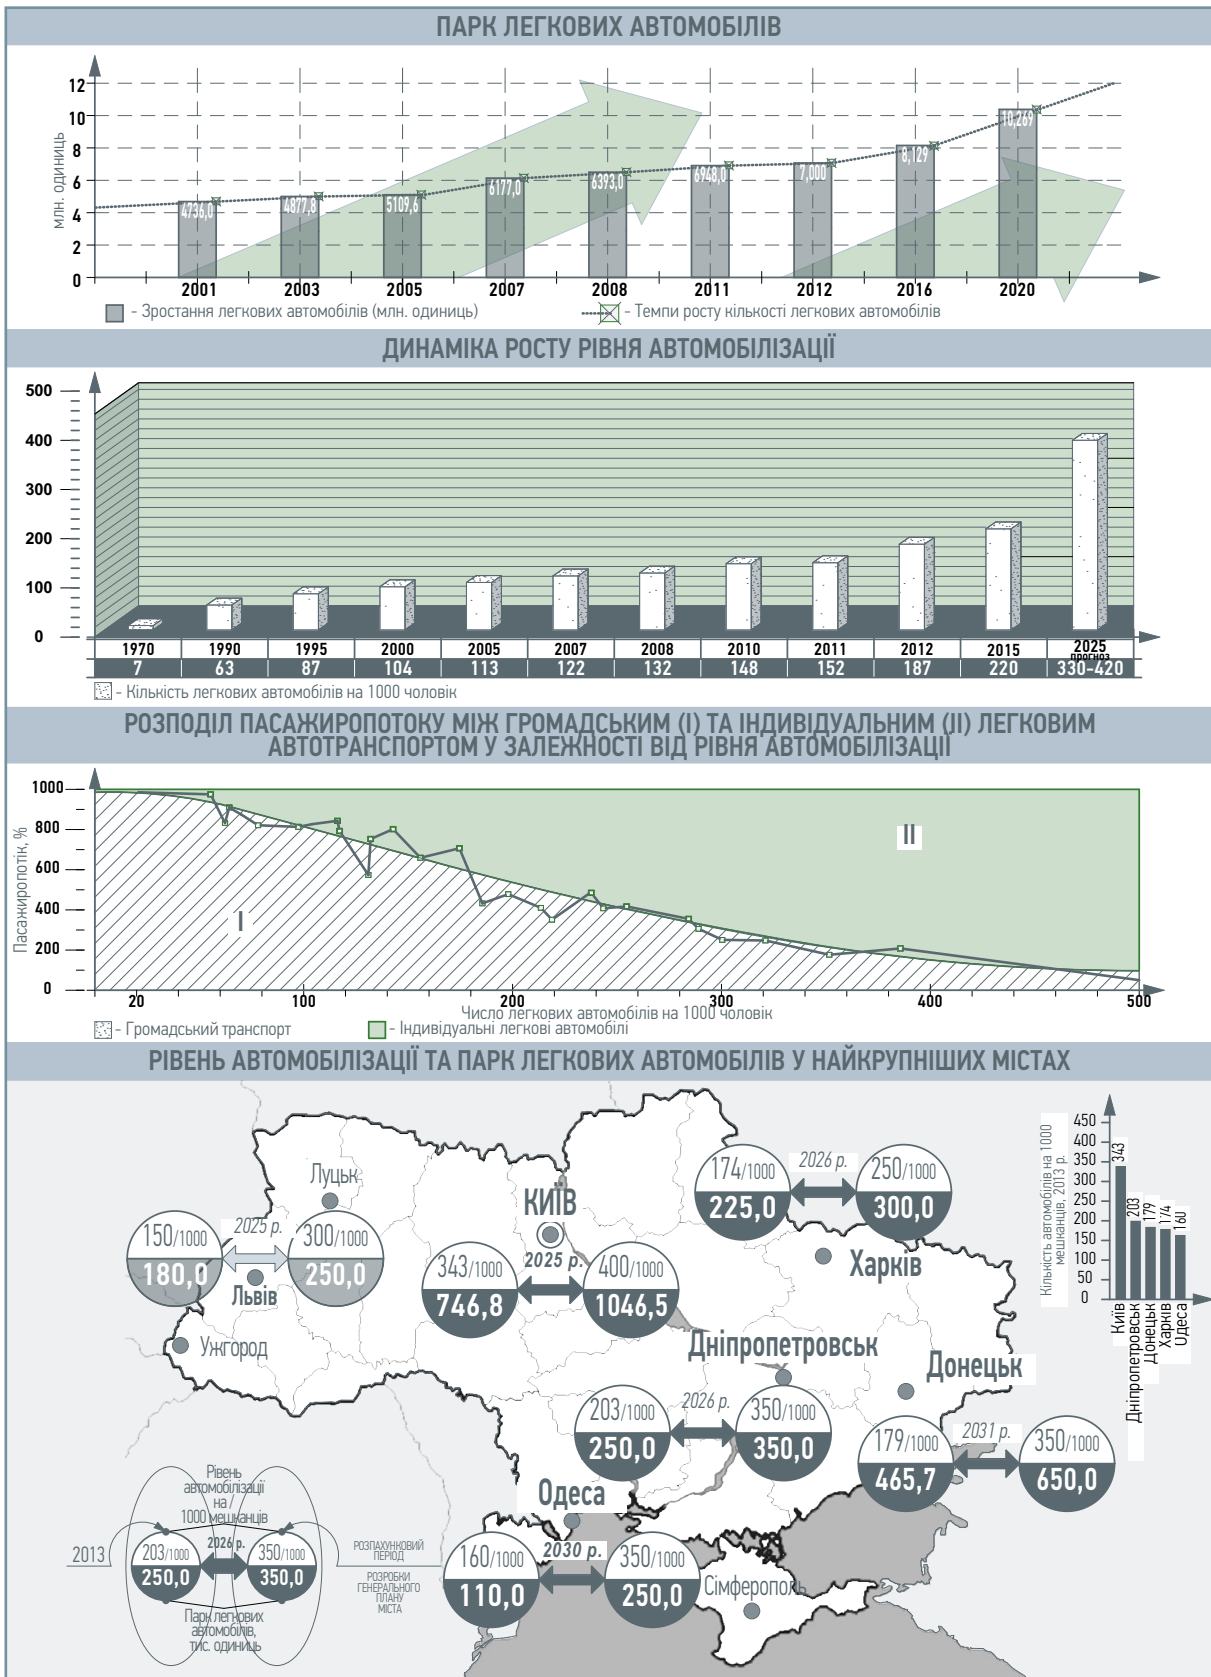 ПАРК ЛЕГКОВИХ АВТОМОБІЛІВ
млн. одиниць
12
10
8
6
4
2
0
4736,0
4877,8
5109,6
6177,0
6393,0
6948,0
7,000
8,129
10,269
2001 2003 2005 2007 2008 2011 2012 2016 2020
- Зростання легкових автомобілів (млн. одиниць)
- Темпи росту кількості легкових автомобілів
ДИНАМІКА РОСТУ РІВНЯ АВТОМОБІЛІЗАЦІЇ
500
400
300
200
100
0
1970 1990 1995 2000 2005 2007 2008 2010 2011 2012 2015 2025
прогноз
7 63 87 104 113 122 132 148 152 187 220 330-420
- Кількість легкових автомобілів на 1000 чоловік
РОЗПОДІЛ ПАСАЖИРОПОТОКУ МІЖ ГРОМАДСЬКИМ (I) ТА ІНДИВІДУАЛЬНИМ (II) ЛЕГКОВИМ
АВТОТРАНСПОРТОМ У ЗАЛЕЖНОСТІ ВІД РІВНЯ АВТОМОБІЛІЗАЦІЇ
Пасажиропотік, %
1000
800
600
400
200
0
I
II
20 100 200 300 400 500
Число легкових автомобілів на 1000 чоловік
- Громадський транспорт
- Індивідуальні легкові автомобілі
РІВЕНЬ АВТОМОБІЛІЗАЦІЇ ТА ПАРК ЛЕГКОВИХ АВТОМОБІЛІВ У НАЙКРУПНІШИХ МІСТАХ
Луцьк
150/1000
180,0
2025 р.
300/1000
250,0
Львів
Ужгород
КИЇВ
343/1000
746,8
2025 р.
400/1000
1046,5
174/1000
225,0
2026 р.
250/1000
300,0
Харків
Дніпропетровськ
203/1000
250,0
2026 р.
350/1000
350,0
Донецьк
179/1000
465,7
2031 р.
350/1000
650,0
Одеса
160/1000
110,0
2030 р.
350/1000
250,0
Сімферополь
Кількість автомобілів на 1000
мешканців, 2013 р.
450
400
350
300
250
200
150
100
50
0
343
203
179
174
160
Київ
Дніпропетровськ
Донецьк
Харків
Одеса
Рівень
автомобілізації
на
1000 мешканців
2013
203/1000
250,0
2026 р.
350/1000
350,0
Парк легкових
автомобілів,
тис. одиниць
РОЗПАХУНКОВИЙ
ПЕРІОД
РОЗРОБКИ
ГЕНЕРАЛЬНОГО
ПЛАНУ
МІСТА